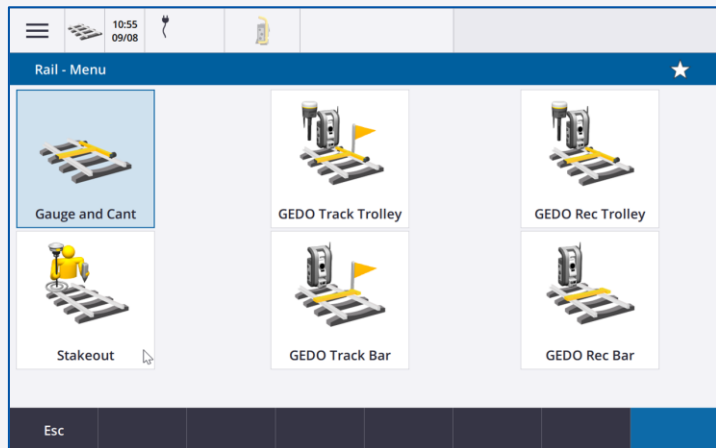 10:55
09/08
Rail - Menu
Gauge and Cant
GEDO Track Trolley
GEDO Rec Trolley
Stakeout
GEDO Track Bar
GEDO Rec Bar
Esc